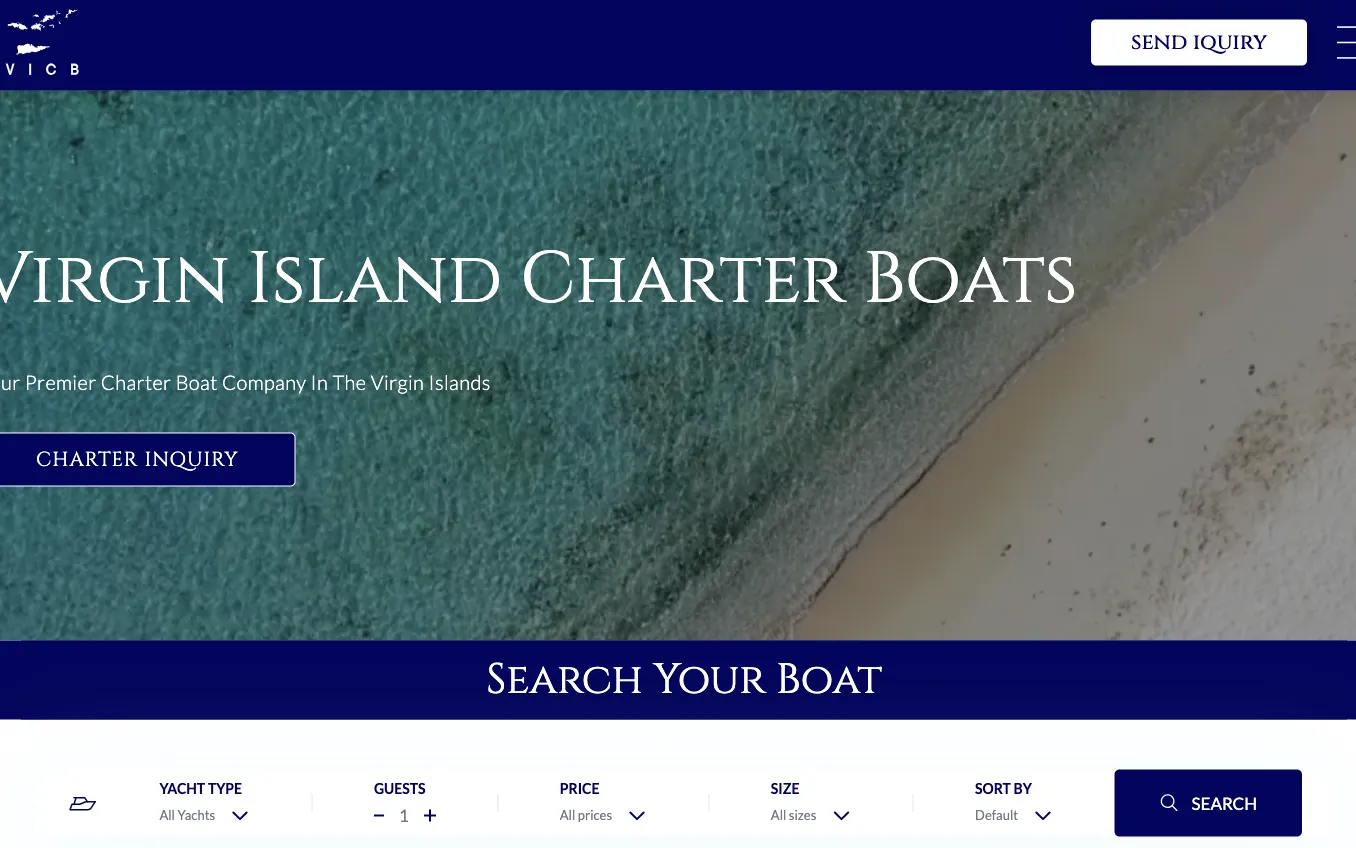 VICB
SEND IQUIRY
VIRGIN ISLAND CHARTER BOATS
ur Premier Charter Boat Company In The Virgin Islands
CHARTER INQUIRY
SEARCH YOUR BOAT
YACHT TYPE
All Yachts
GUESTS
− 1 +
PRICE
All prices
SIZE
All sizes
SORT BY
Default
SEARCH